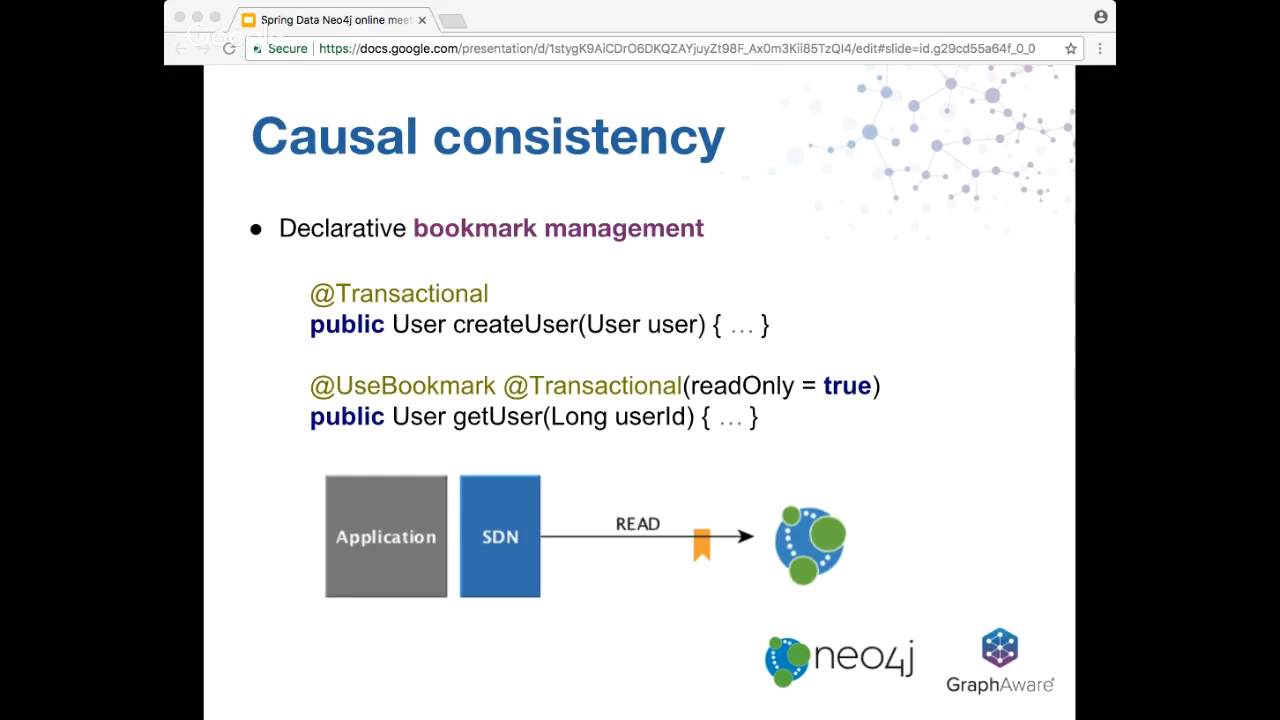 Spring Data Neo4j online meet
Secure https://docs.google.com/presentation/d/1stygK9AiCDrO6DKQZAYjuyZt98F_Ax0m3Kii85TzQI4/edit#slide=id.g29cd55a64f_0_0
Causal consistency
● Declarative bookmark management
@Transactional
public User createUser(User user) { … }
@UseBookmark @Transactional(readOnly = true)
public User getUser(Long userId) { … }
Application SDN READ
neo4j
GraphAware